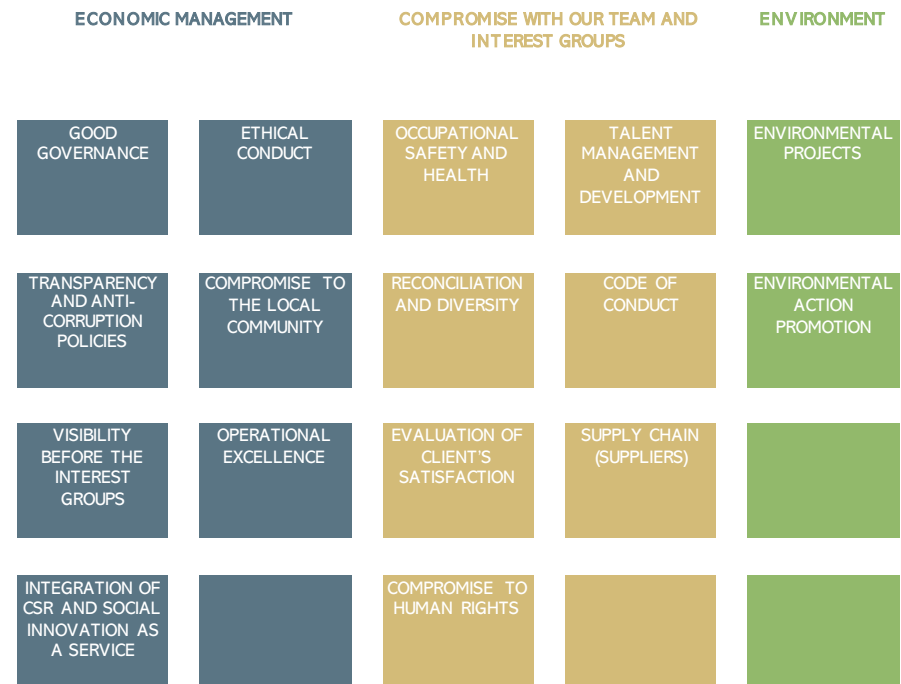 ECONOMIC MANAGEMENT
COMPROMISE WITH OUR TEAM AND
INTEREST GROUPS
ENVIRONMENT
GOOD
GOVERNANCE
ETHICAL
CONDUCT
OCCUPATIONAL
SAFETY AND
HEALTH
TALENT
MANAGEMENT
AND
DEVELOPMENT
ENVIRONMENTAL
PROJECTS
TRANSPARENCY
AND ANTI-
CORRUPTION
POLICIES
COMPROMISE TO
THE LOCAL
COMMUNITY
RECONCILIATION
AND DIVERSITY
CODE OF
CONDUCT
ENVIRONMENTAL
ACTION
PROMOTION
VISIBILITY
BEFORE THE
INTEREST
GROUPS
OPERATIONAL
EXCELLENCE
EVALUATION OF
CLIENT'S
SATISFACTION
SUPPLY CHAIN
(SUPPLIERS)
INTEGRATION OF
CSR AND SOCIAL
INNOVATION AS
A SERVICE
COMPROMISE TO
HUMAN RIGHTS